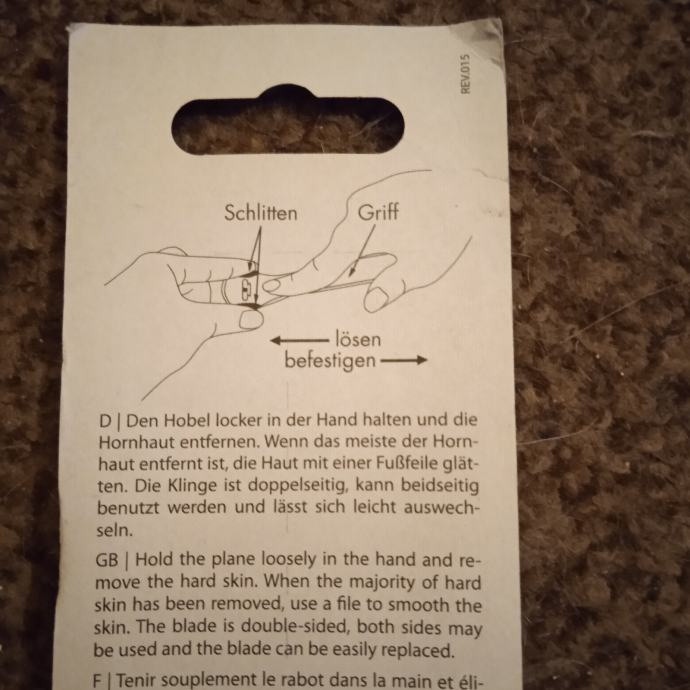 REV.015
Schlitten Griff
lösen
befestigen
D | Den Hobel locker in der Hand halten und die
Hornhaut entfernen. Wenn das meiste der Horn-
haut entfernt ist, die Haut mit einer Fußfeile glät-
ten. Die Klinge ist doppelseitig, kann beidseitig
benutzt werden und lässt sich leicht auswech-
seln.
GB | Hold the plane loosely in the hand and re-
move the hard skin. When the majority of hard
skin has been removed, use a file to smooth the
skin. The blade is double-sided, both sides may
be used and the blade can be easily replaced.
F | Tenir souplement le rabot dans la main et éli-